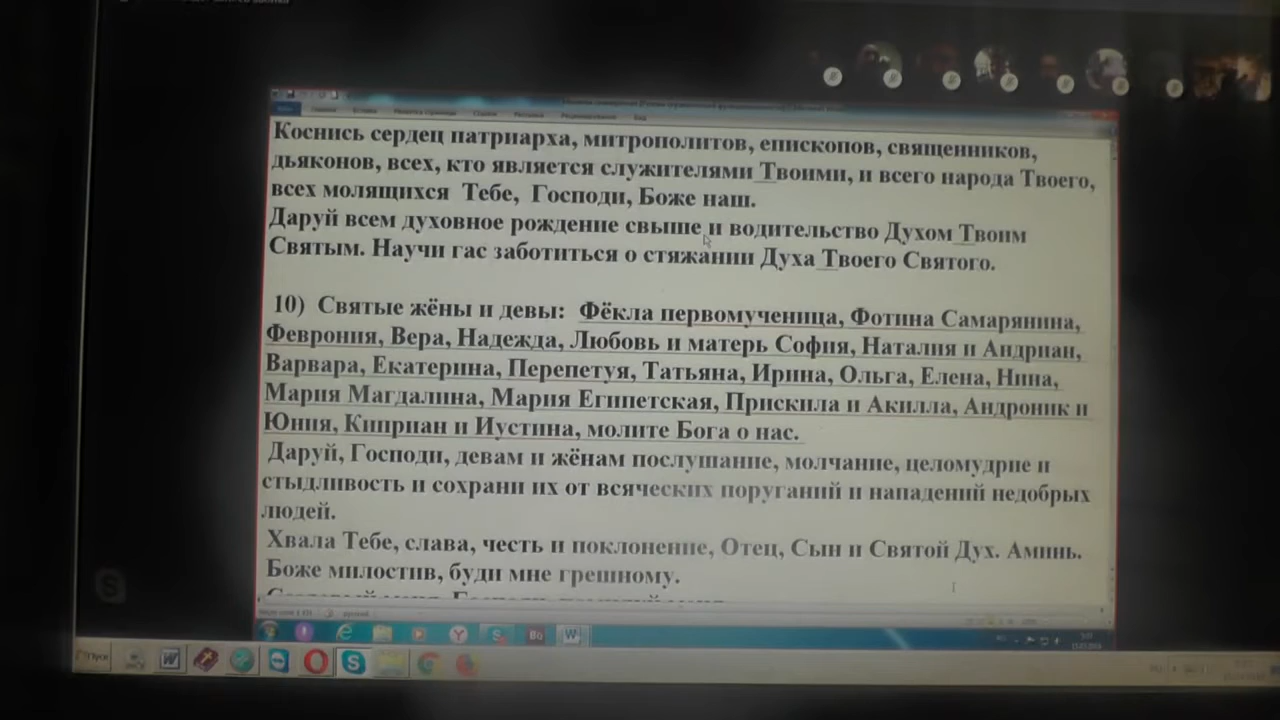 Коснись сердец патриарха, митрополитов, епископов, священников,
дьяконов, всех, кто является служителями Твоими, и всего народа Твоего,
всех молящихся Тебе, Господи, Боже наш.
Даруй всем духовное рождение свыше и водительство Духом Твоим
Святым. Научи гас заботиться о стяжании Духа Твоего Святого.
10) Святые жёны и девы: Фёкла первомученица, Фотина Самарянина,
Феврония, Вера, Надежда, Любовь и матерь София, Наталия и Андриан,
Варвара, Екатерина, Перепетуя, Татьяна, Ирина, Ольга, Елена, Нина,
Мария Магдалина, Мария Египетская, Прискила и Акилла, Андроник и
Юния, Киприан и Иустина, молите Бога о нас.
Даруй, Господи, девам и жёнам послушание, молчание, целомудрие и
стыдливость и сохрани их от всяческих поруганий и нападений недобрых
людей.
Хвала Тебе, слава, честь и поклонение, Отец, Сын и Святой Дух. Аминь.
Боже милостив, буди мне грешному.
Пуск